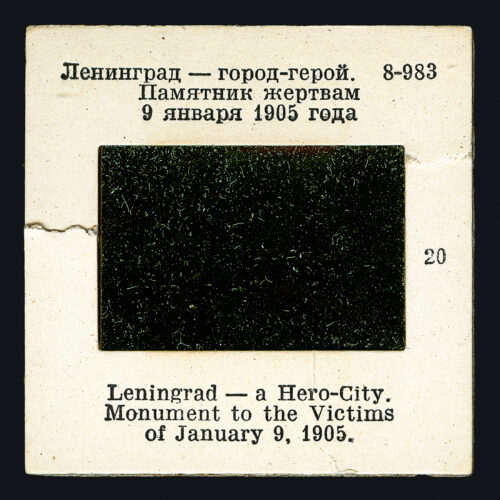 Ленинград — город-герой. 8-983
Памятник жертвам
9 января 1905 года
20
Leningrad — a Hero-City.
Monument to the Victims
of January 9, 1905.